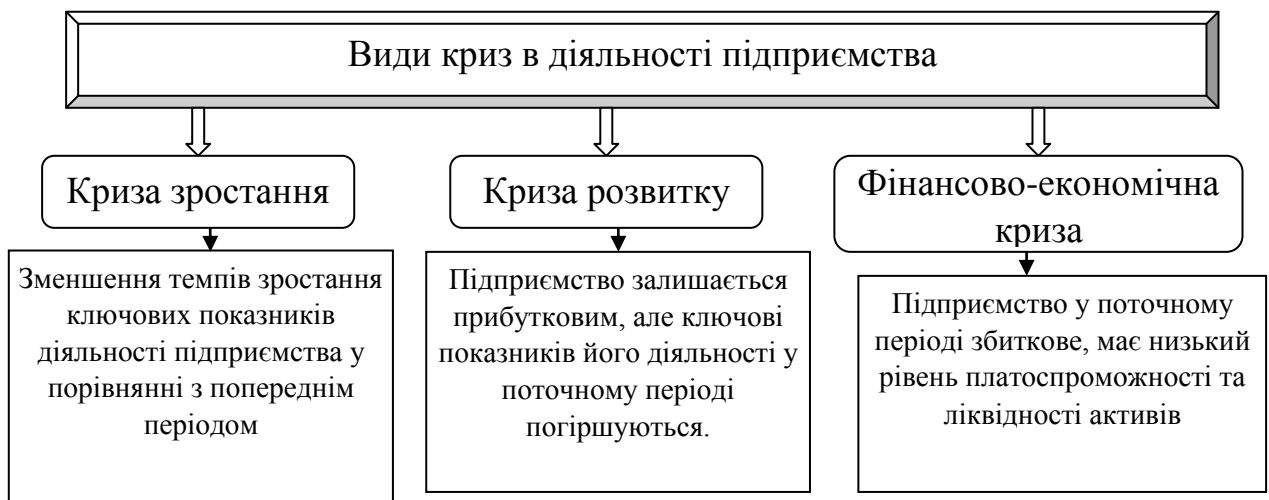 Види криз в діяльності підприємства
Криза зростання
Зменшення темпів зростання
ключових показників
діяльності підприємства у
порівнянні з попереднім
періодом
Криза розвитку
Підприємство залишається
прибутковим, але ключові
показників його діяльності у
поточному періоді
погіршуються.
Фінансово-економічна
криза
Підприємство у поточному
періоді збиткове, має низький
рівень платоспроможності та
ліквідності активів